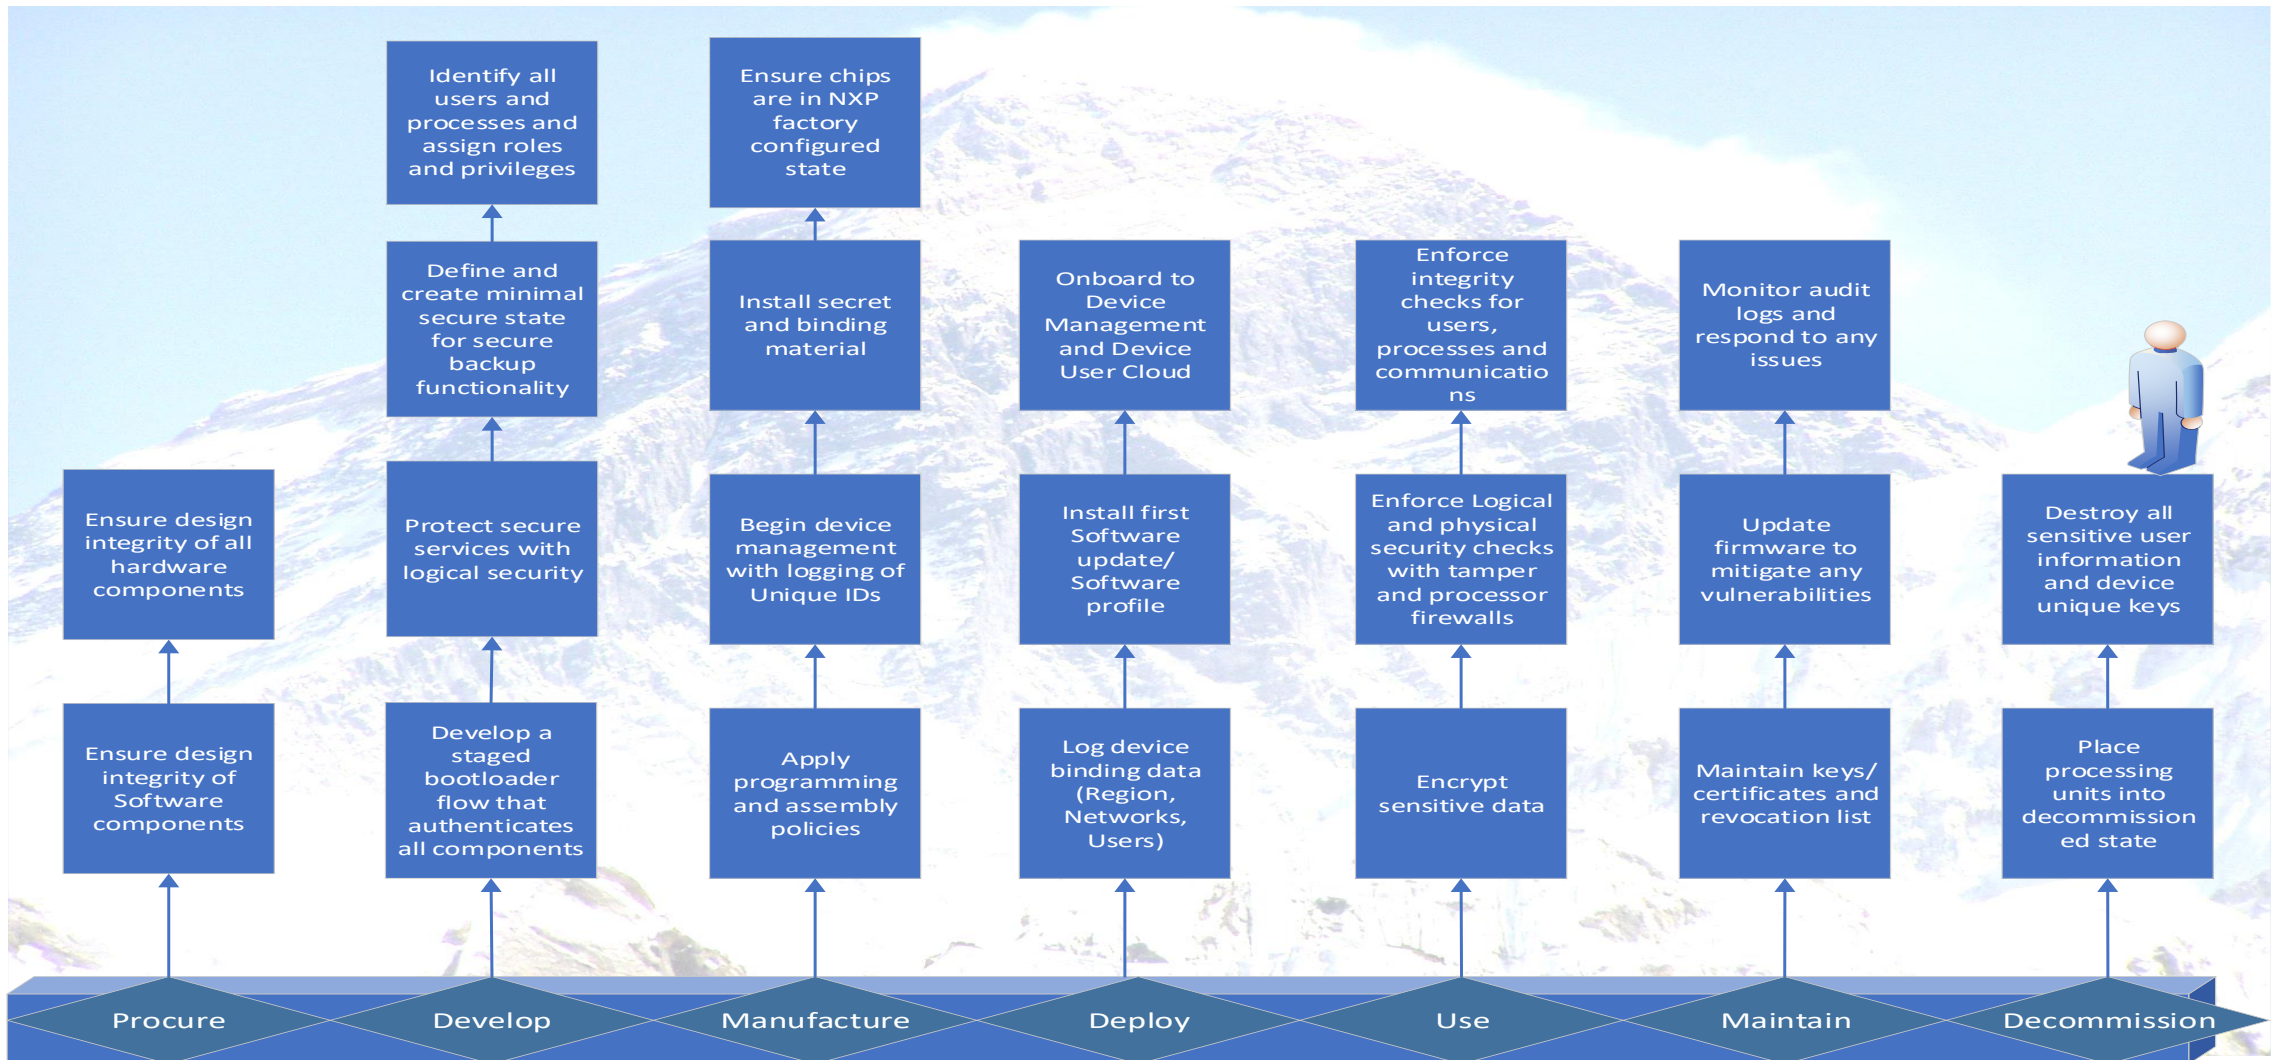 Identify all
users and
processes and
assign roles
and privileges
Ensure chips
are in NXP
factory
configured
state
Define and
create minimal
secure state
for secure
backup
functionality
Install secret
and binding
material
Onboard to
Device
Management
and Device
User Cloud
Enforce
integrity
checks for
users,
processes and
communicatio
ns
Monitor audit
logs and
respond to any
issues
Ensure design
integrity of all
hardware
components
Protect secure
services with
logical security
Begin device
management
with logging of
Unique IDs
Install first
Software
update/
Software
profile
Enforce Logical
and physical
security checks
with tamper
and processor
firewalls
Update
firmware to
mitigate any
vulnerabilities
Destroy all
sensitive user
information
and device
unique keys
Ensure design
integrity of
Software
components
Develop a
staged
bootloader
flow that
authenticates
all components
Apply
programming
and assembly
policies
Log device
binding data
(Region,
Networks,
Users)
Encrypt
sensitive data
Maintain keys/
certificates and
revocation list
Place
processing
units into
decommission
ed state
Procure
Develop
Manufacture
Deploy
Use
Maintain
Decommission